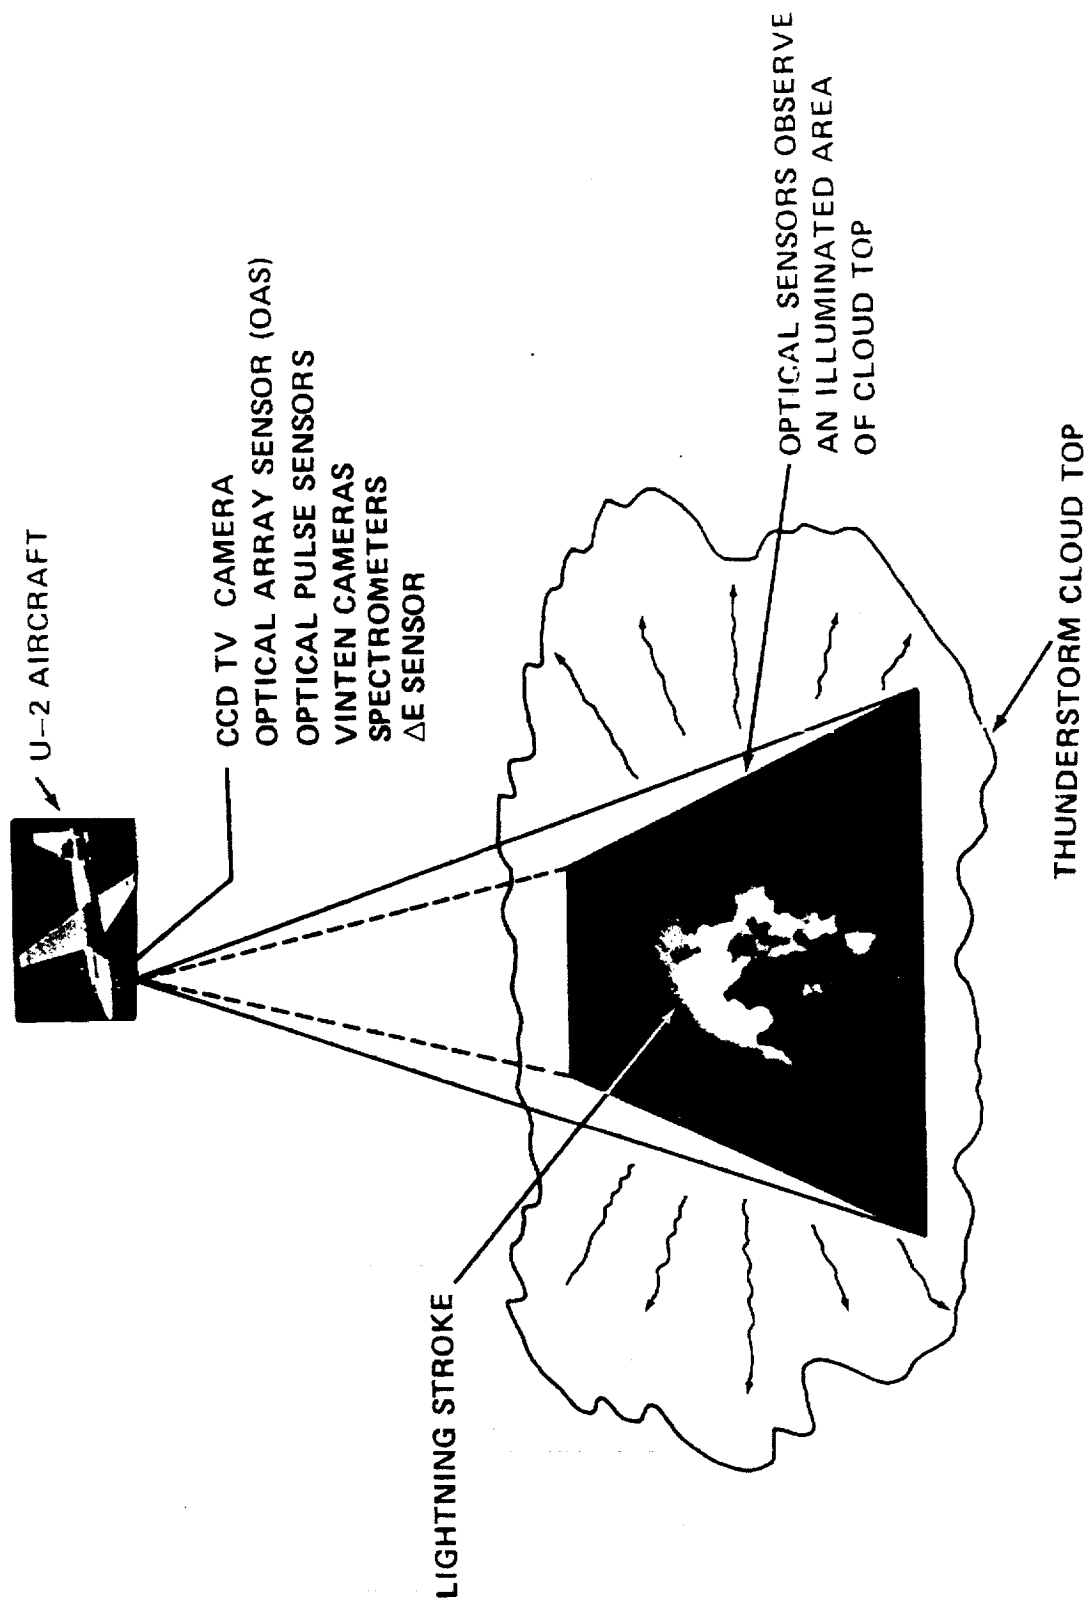 U-2 AIRCRAFT
CCD TV CAMERA
OPTICAL ARRAY SENSOR (OAS)
OPTICAL PULSE SENSORS
VINTEN CAMERAS
SPECTROMETERS
ΔE SENSOR
LIGHTNING STROKE
OPTICAL SENSORS OBSERVE
AN ILLUMINATED AREA
OF CLOUD TOP
THUNDERSTORM CLOUD TOP